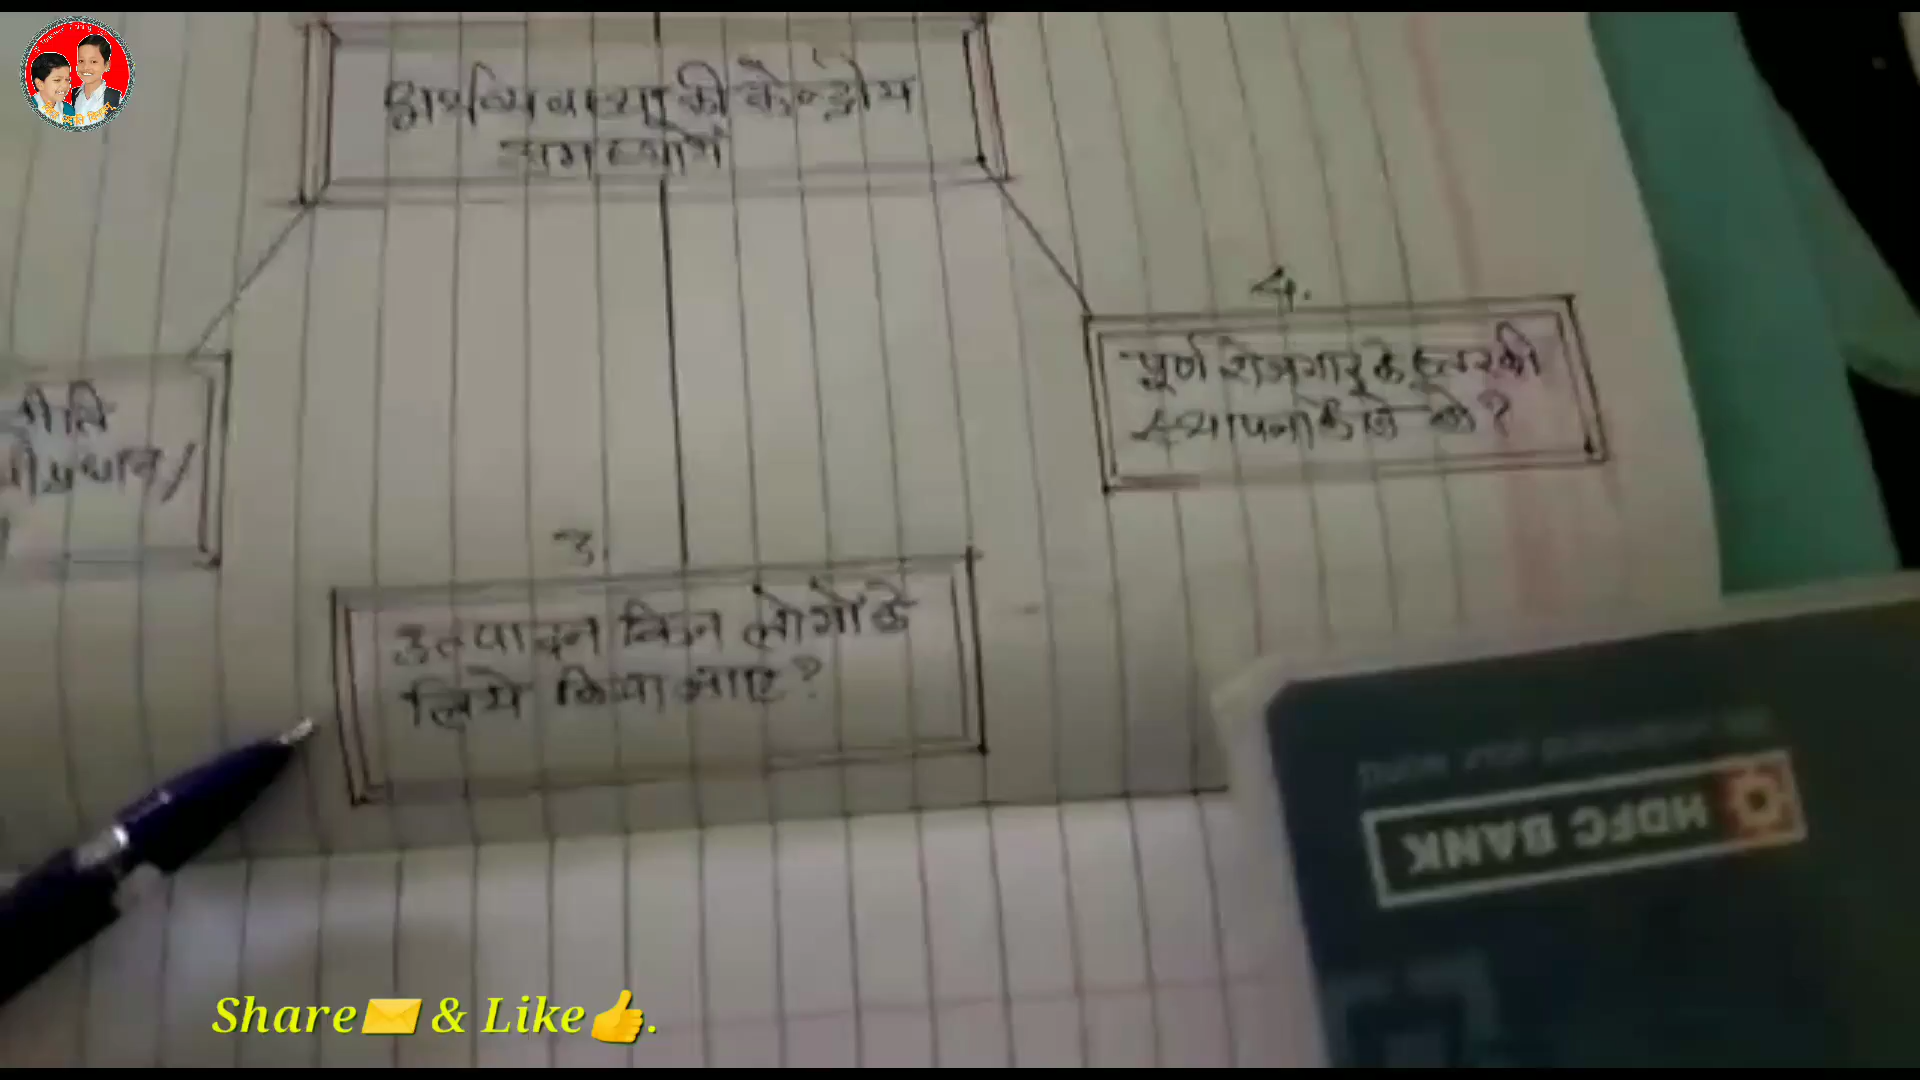 अर्थव्यवस्था की केन्द्रीय
समस्यायें
4.
पूर्ण रोजगार के स्तर की
स्थापना कैसे की?
3.
उत्पादन किन लोगों के
लिये किया जाए?
HDFC BANK
Share & Like.